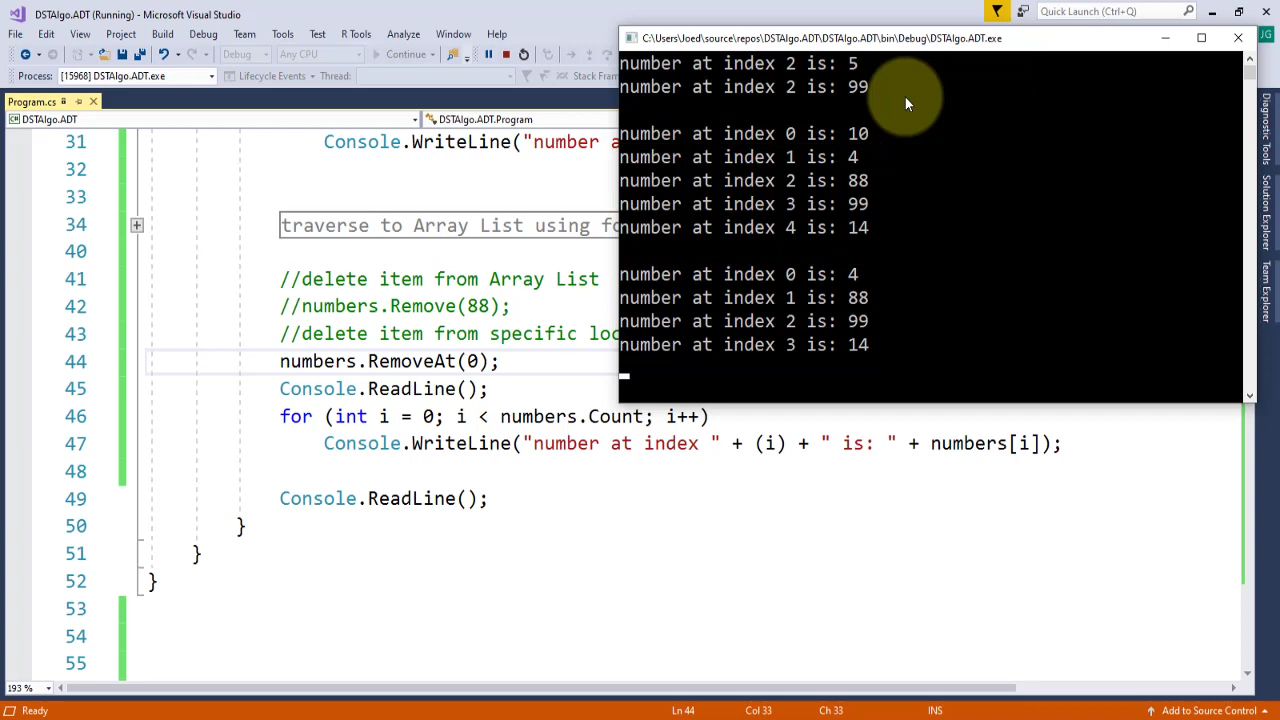 DSTAlgo.ADT (Running) - Microsoft Visual Studio
Quick Launch (Ctrl+Q)
File Edit View Project Build Debug Team Tools Test R Tools Analyze Window Help
JG
Debug Any CPU Continue
Process: [15968] DSTAlgo.ADT.exe Lifecycle Events Thread: Stack Fram
Program.cs
DSTAlgo.ADT DSTAlgo.ADT.Program
31 Console.WriteLine("number a
32
33
34 traverse to Array List using fo
40
41 //delete item from Array List
42 //numbers.Remove(88);
43 //delete item from specific loc
44 numbers.RemoveAt(0);
45 Console.ReadLine();
46 for (int i = 0; i < numbers.Count; i++)
47 Console.WriteLine("number at index " + (i) + " is: " + numbers[i]);
48
49 Console.ReadLine();
50 }
51 }
52 }
53
54
55
C:\Users\Joed\source\repos\DSTAlgo.ADT\DSTAlgo.ADT\bin\Debug\DSTAlgo.ADT.exe
number at index 2 is: 5
number at index 2 is: 99
number at index 0 is: 10
number at index 1 is: 4
number at index 2 is: 88
number at index 3 is: 99
number at index 4 is: 14
number at index 0 is: 4
number at index 1 is: 88
number at index 2 is: 99
number at index 3 is: 14
Diagnostic Tools
Solution Explorer
Team Explorer
193 %
Ready Ln 44 Col 33 Ch 33 INS Add to Source Control